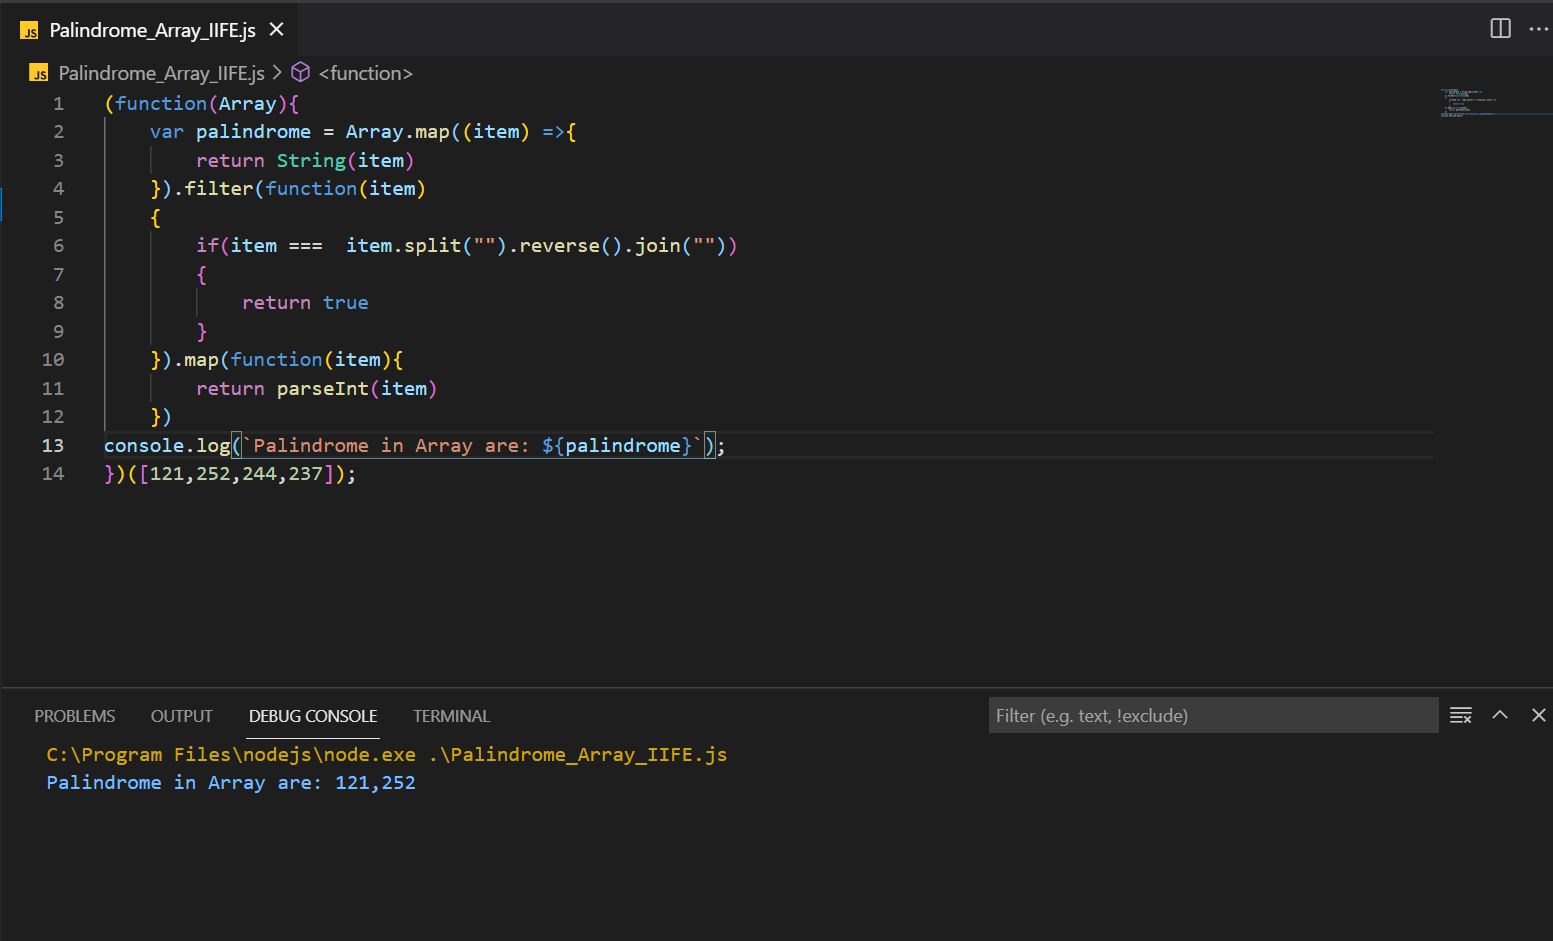 JS Palindrome_Array_IIFE.js
JS Palindrome_Array_IIFE.js > <function>
1 (function(Array){
2     var palindrome = Array.map((item) =>{
3         return String(item)
4     }).filter(function(item)
5     {
6         if(item ===  item.split("").reverse().join(""))
7         {
8             return true
9         }
10     }).map(function(item){
11         return parseInt(item)
12     })
13 console.log(`Palindrome in Array are: ${palindrome}`);
14 })([121,252,244,237]);
PROBLEMS OUTPUT DEBUG CONSOLE TERMINAL Filter (e.g. text, !exclude)
C:\Program Files\nodejs\node.exe .\Palindrome_Array_IIFE.js
Palindrome in Array are: 121,252